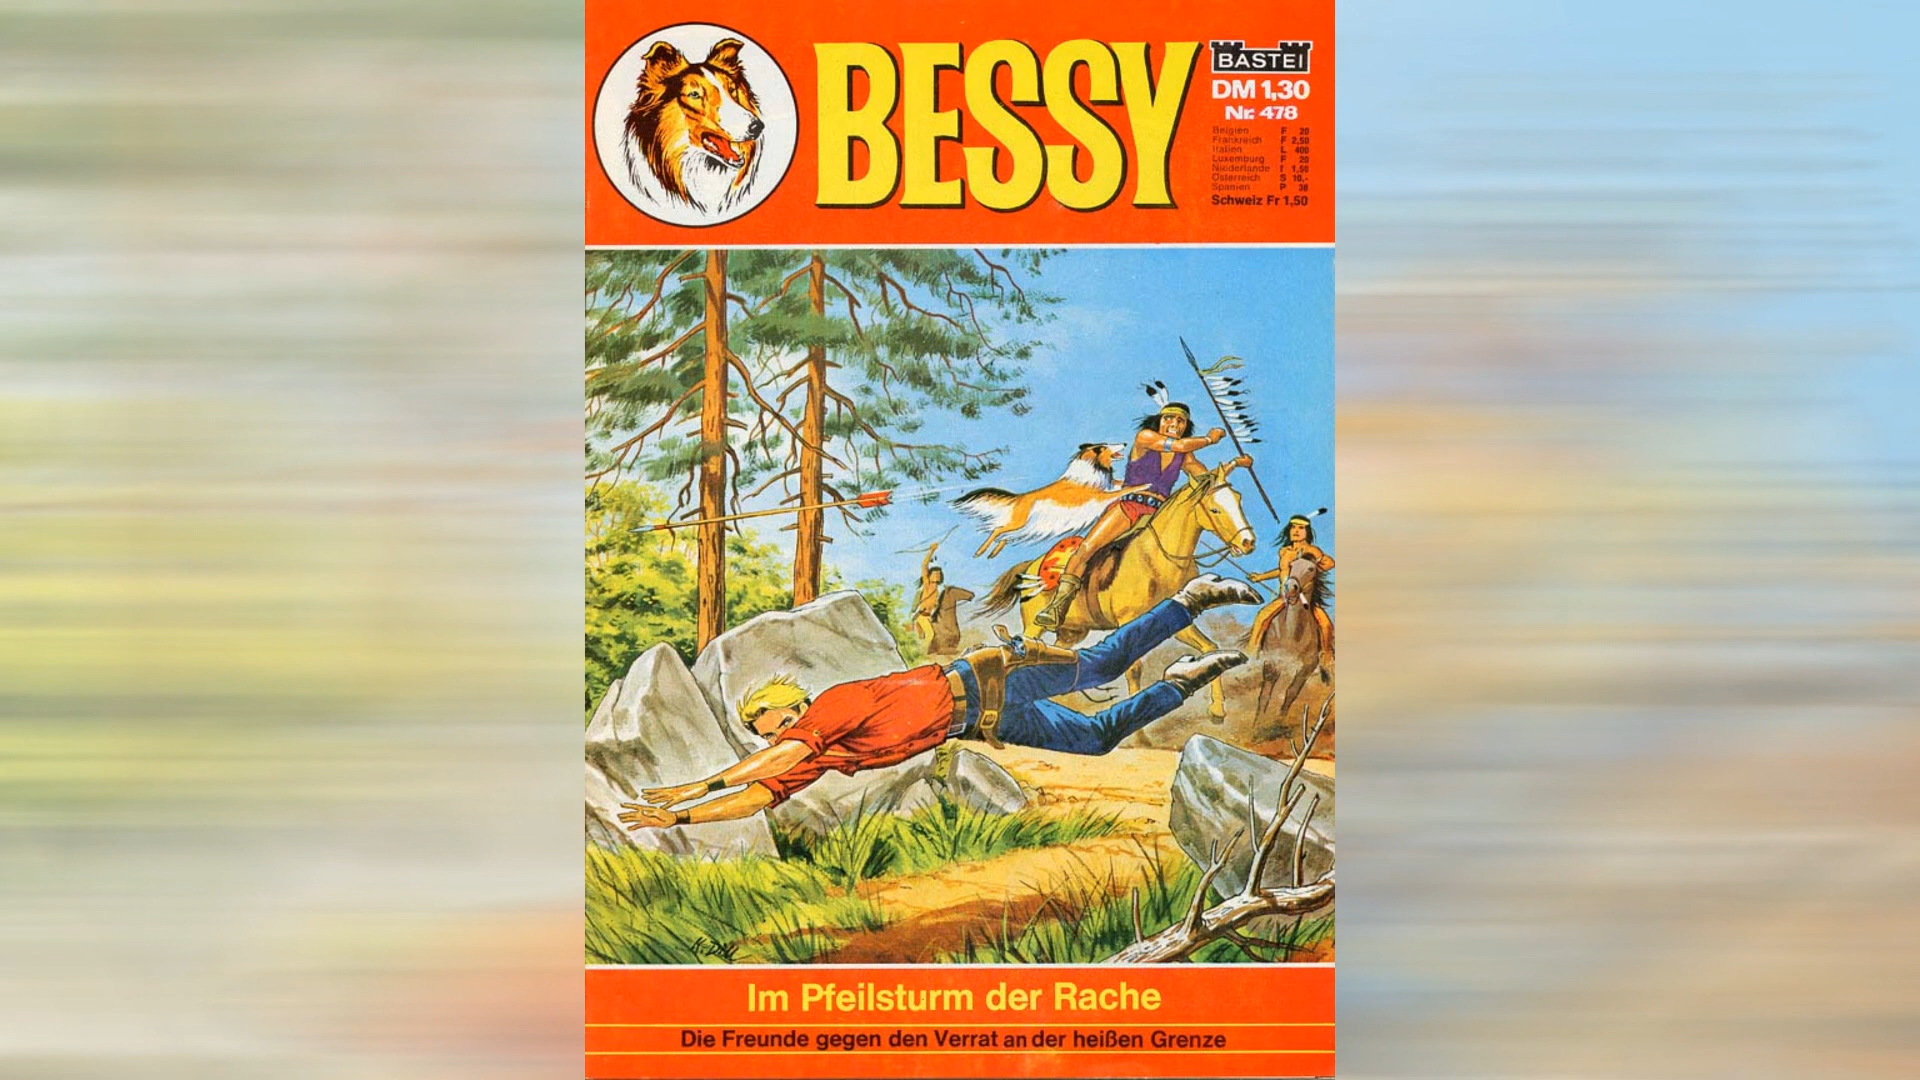 BESSY
BASTEI
DM 1,30
Nr. 478
Belgien F 20
Frankreich F 2,50
Italien L 400
Luxemburg F 20
Niederlande f 1,50
Österreich S 10,-
Spanien P 38
Schweiz Fr 1,50
K. Dill
Im Pfeilsturm der Rache
Die Freunde gegen den Verrat an der heißen Grenze